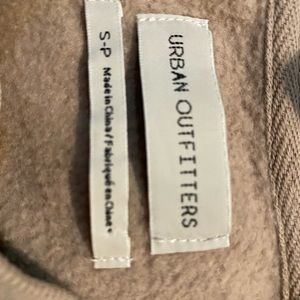 URBAN OUTFITTERS
S-P
Made in China / Fabriqué en Chine